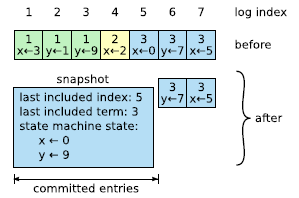 1 2 3 4 5 6 7 log index
1 1 1 2 3 3 3
x←3 y←1 y←9 x←2 x←0 y←7 x←5 before
snapshot
last included index: 5
last included term: 3
state machine state:
x ← 0
y ← 9
3 3
y←7 x←5
after
committed entries